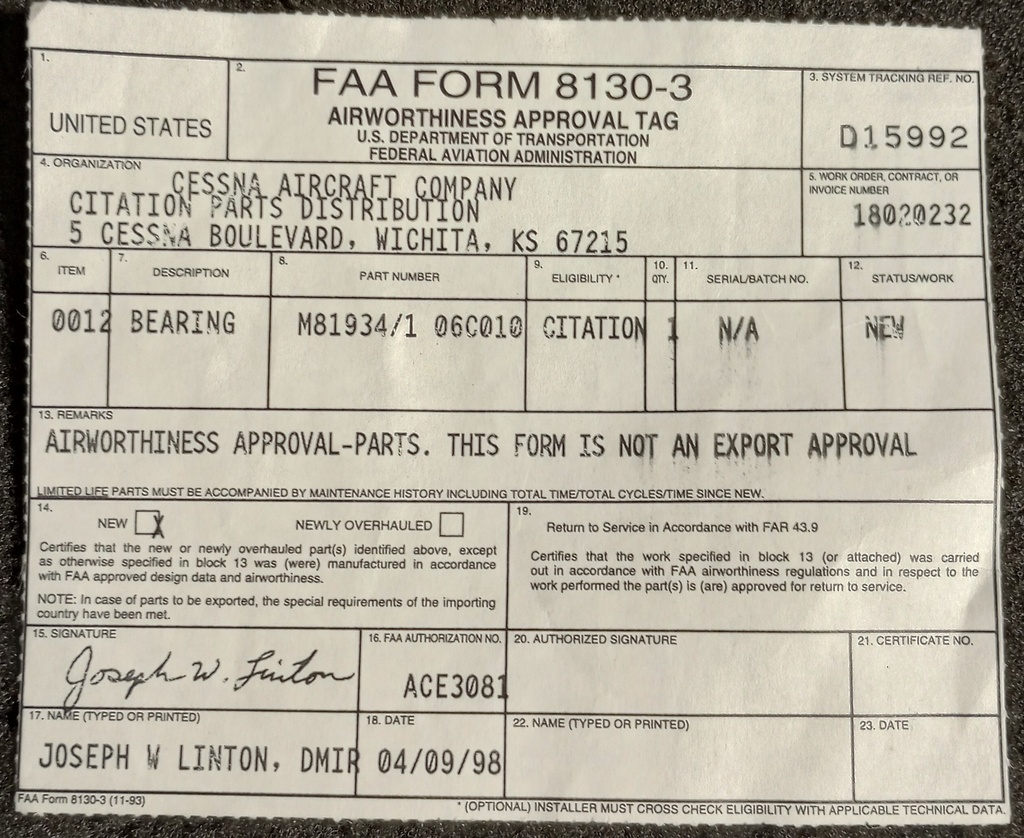 1.
UNITED STATES
2.
FAA FORM 8130-3
AIRWORTHINESS APPROVAL TAG
U.S. DEPARTMENT OF TRANSPORTATION
FEDERAL AVIATION ADMINISTRATION
3. SYSTEM TRACKING REF. NO.
D15992
4. ORGANIZATION
CESSNA AIRCRAFT COMPANY
CITATION PARTS DISTRIBUTION
5 CESSNA BOULEVARD, WICHITA, KS 67215
5. WORK ORDER, CONTRACT, OR
INVOICE NUMBER
18020232
6. ITEM
7. DESCRIPTION
8. PART NUMBER
9. ELIGIBILITY *
10. QTY.
11. SERIAL/BATCH NO.
12. STATUS/WORK
0012 BEARING M81934/1 06C010 CITATION 1 N/A NEW
13. REMARKS
AIRWORTHINESS APPROVAL-PARTS. THIS FORM IS NOT AN EXPORT APPROVAL
LIMITED LIFE PARTS MUST BE ACCOMPANIED BY MAINTENANCE HISTORY INCLUDING TOTAL TIME/TOTAL CYCLES/TIME SINCE NEW.
14.
NEW X NEWLY OVERHAULED
Certifies that the new or newly overhauled part(s) identified above, except
as otherwise specified in block 13 was (were) manufactured in accordance
with FAA approved design data and airworthiness.
NOTE: In case of parts to be exported, the special requirements of the importing
country have been met.
19.
Return to Service in Accordance with FAR 43.9
Certifies that the work specified in block 13 (or attached) was carried
out in accordance with FAA airworthiness regulations and in respect to the
work performed the part(s) is (are) approved for return to service.
15. SIGNATURE
Joseph W. Linton
16. FAA AUTHORIZATION NO.
ACE3081
20. AUTHORIZED SIGNATURE
21. CERTIFICATE NO.
17. NAME (TYPED OR PRINTED)
JOSEPH W LINTON, DMIR
18. DATE
04/09/98
22. NAME (TYPED OR PRINTED)
23. DATE
FAA Form 8130-3 (11-93)
* (OPTIONAL) INSTALLER MUST CROSS CHECK ELIGIBILITY WITH APPLICABLE TECHNICAL DATA.